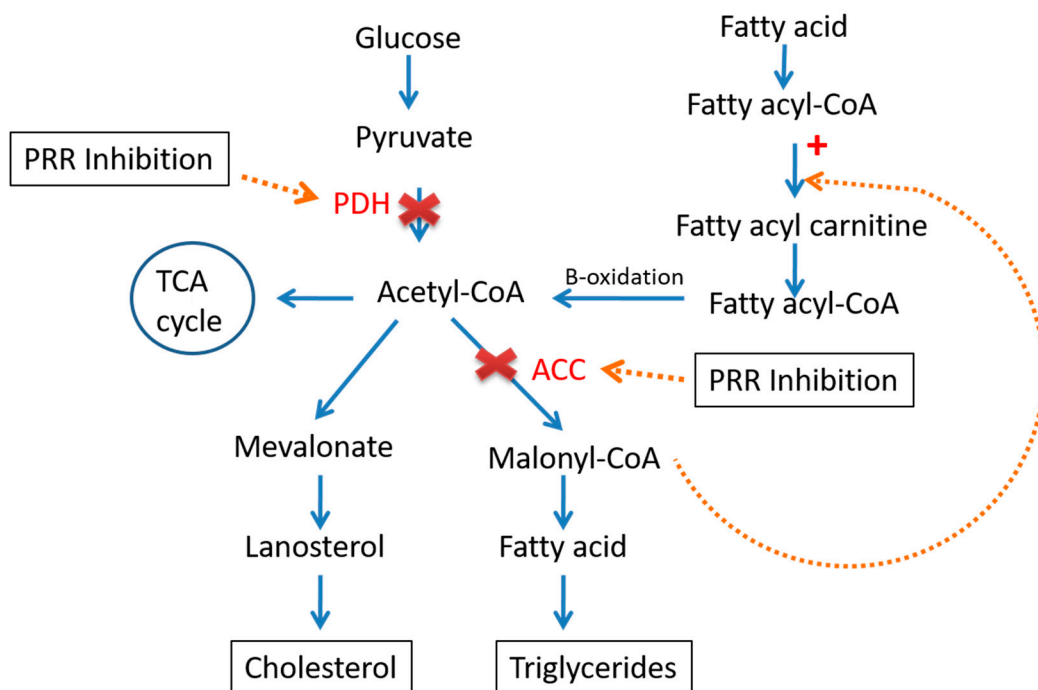 Glucose
Fatty acid
Fatty acyl-CoA
Pyruvate
+
PRR Inhibition
PDH
Fatty acyl carnitine
TCA
cycle
Acetyl-CoA
B-oxidation
Fatty acyl-CoA
ACC
PRR Inhibition
Mevalonate
Malonyl-CoA
Lanosterol
Fatty acid
Cholesterol
Triglycerides